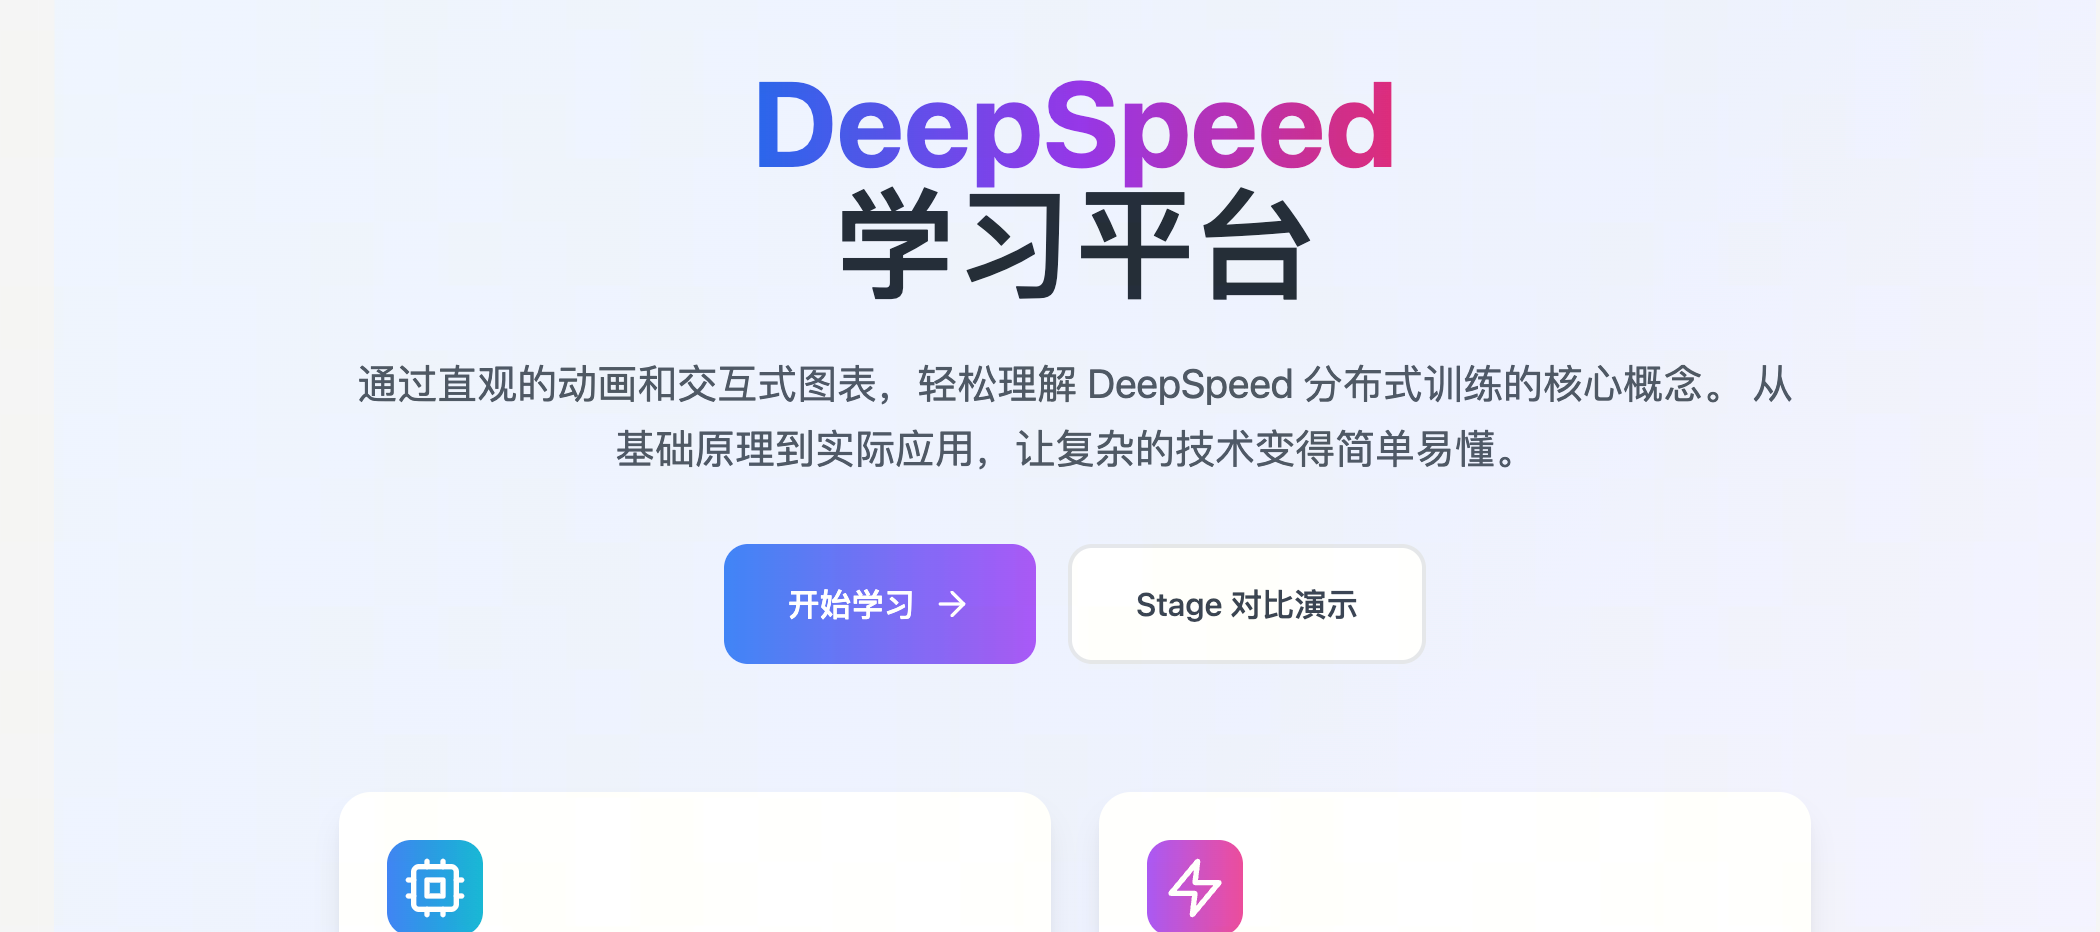 DeepSpeed
学习平台
通过直观的动画和交互式图表，轻松理解 DeepSpeed 分布式训练的核心概念。 从
基础原理到实际应用，让复杂的技术变得简单易懂。
开始学习 →
Stage 对比演示